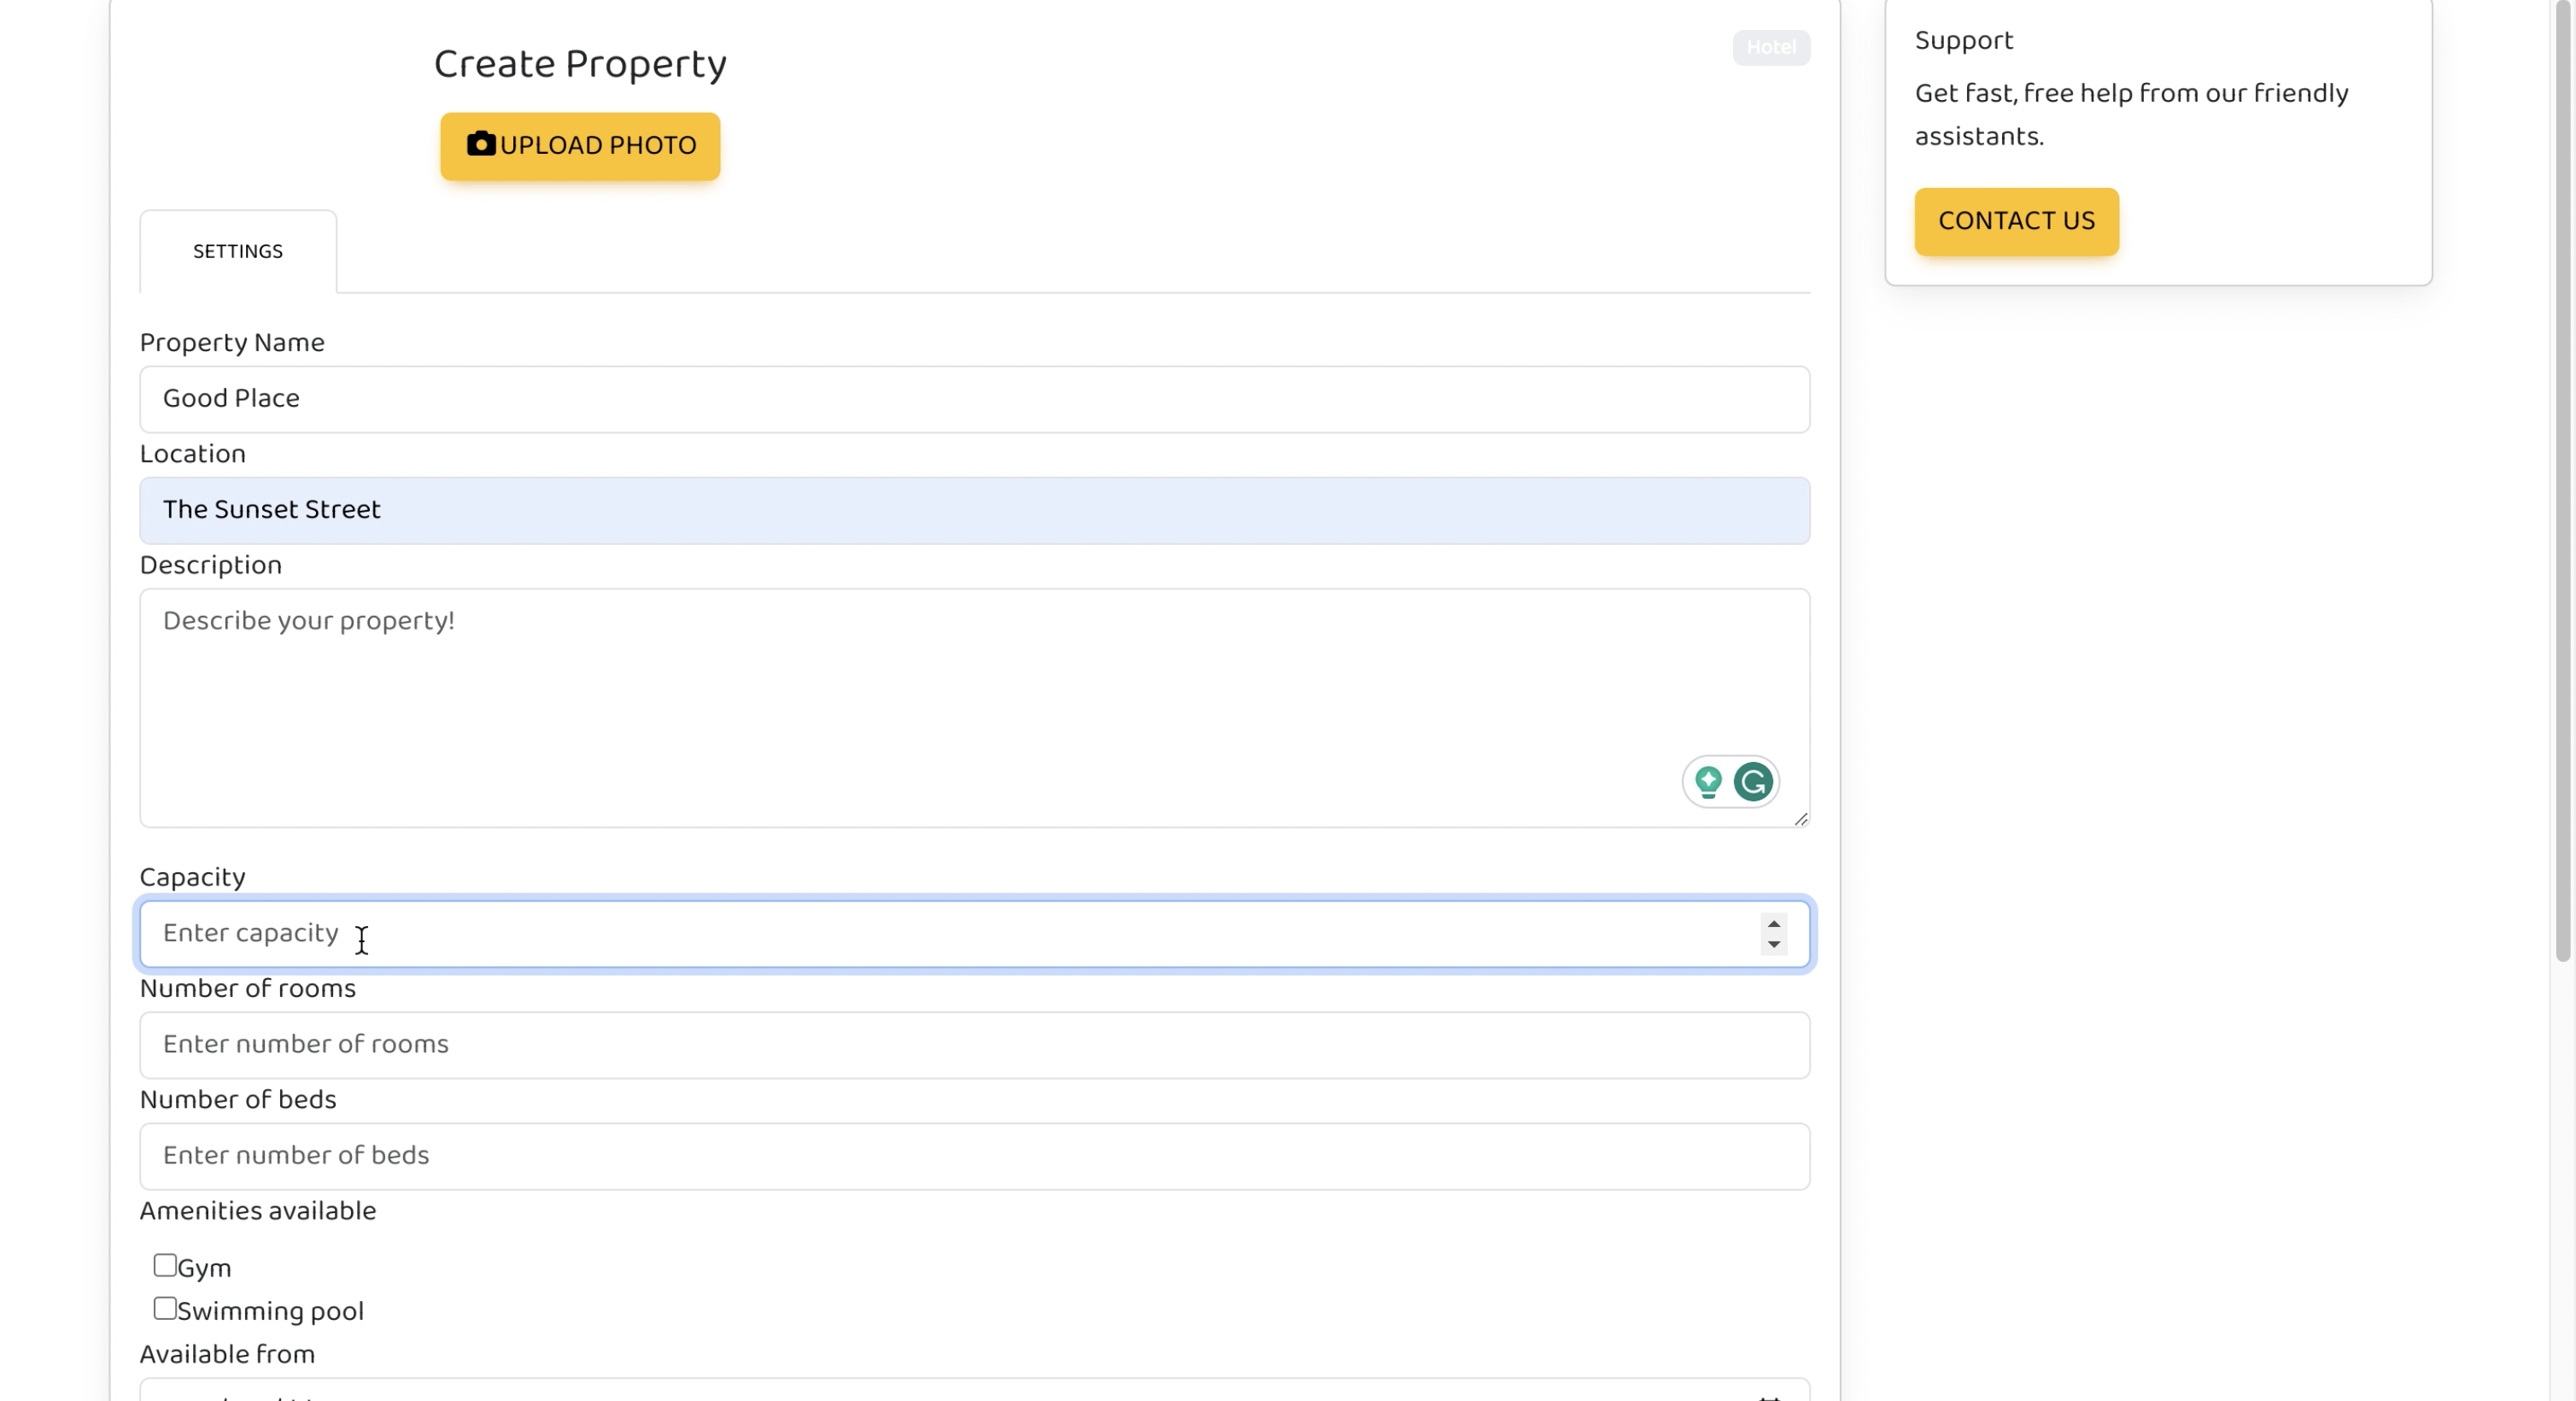 Create Property
Hotel
UPLOAD PHOTO
SETTINGS
Property Name
Good Place
Location
The Sunset Street
Description
Describe your property!
Capacity
Enter capacity
Number of rooms
Enter number of rooms
Number of beds
Enter number of beds
Amenities available
Gym
Swimming pool
Available from
Support
Get fast, free help from our friendly
assistants.
CONTACT US